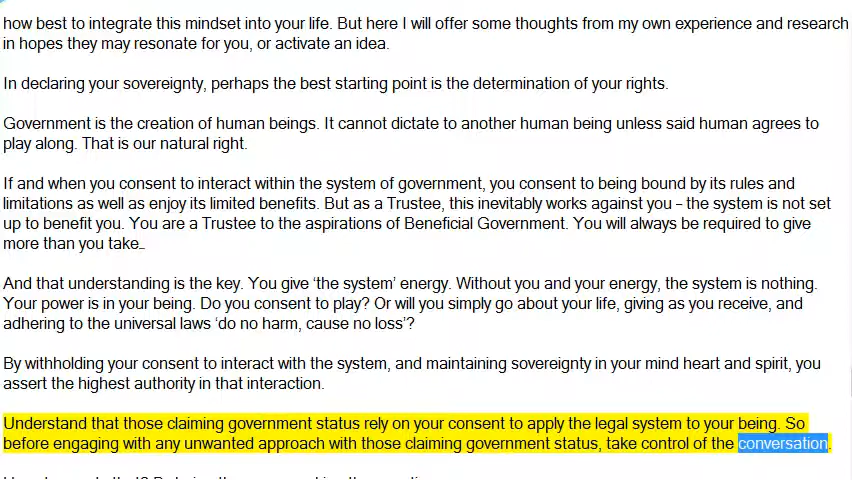 how best to integrate this mindset into your life. But here I will offer some thoughts from my own experience and research
in hopes they may resonate for you, or activate an idea.
In declaring your sovereignty, perhaps the best starting point is the determination of your rights.
Government is the creation of human beings. It cannot dictate to another human being unless said human agrees to
play along. That is our natural right.
If and when you consent to interact within the system of government, you consent to being bound by its rules and
limitations as well as enjoy its limited benefits. But as a Trustee, this inevitably works against you – the system is not set
up to benefit you. You are a Trustee to the aspirations of Beneficial Government. You will always be required to give
more than you take…
And that understanding is the key. You give ‘the system’ energy. Without you and your energy, the system is nothing.
Your power is in your being. Do you consent to play? Or will you simply go about your life, giving as you receive, and
adhering to the universal laws ‘do no harm, cause no loss’?
By withholding your consent to interact with the system, and maintaining sovereignty in your mind heart and spirit, you
assert the highest authority in that interaction.
Understand that those claiming government status rely on your consent to apply the legal system to your being. So
before engaging with any unwanted approach with those claiming government status, take control of the conversation.